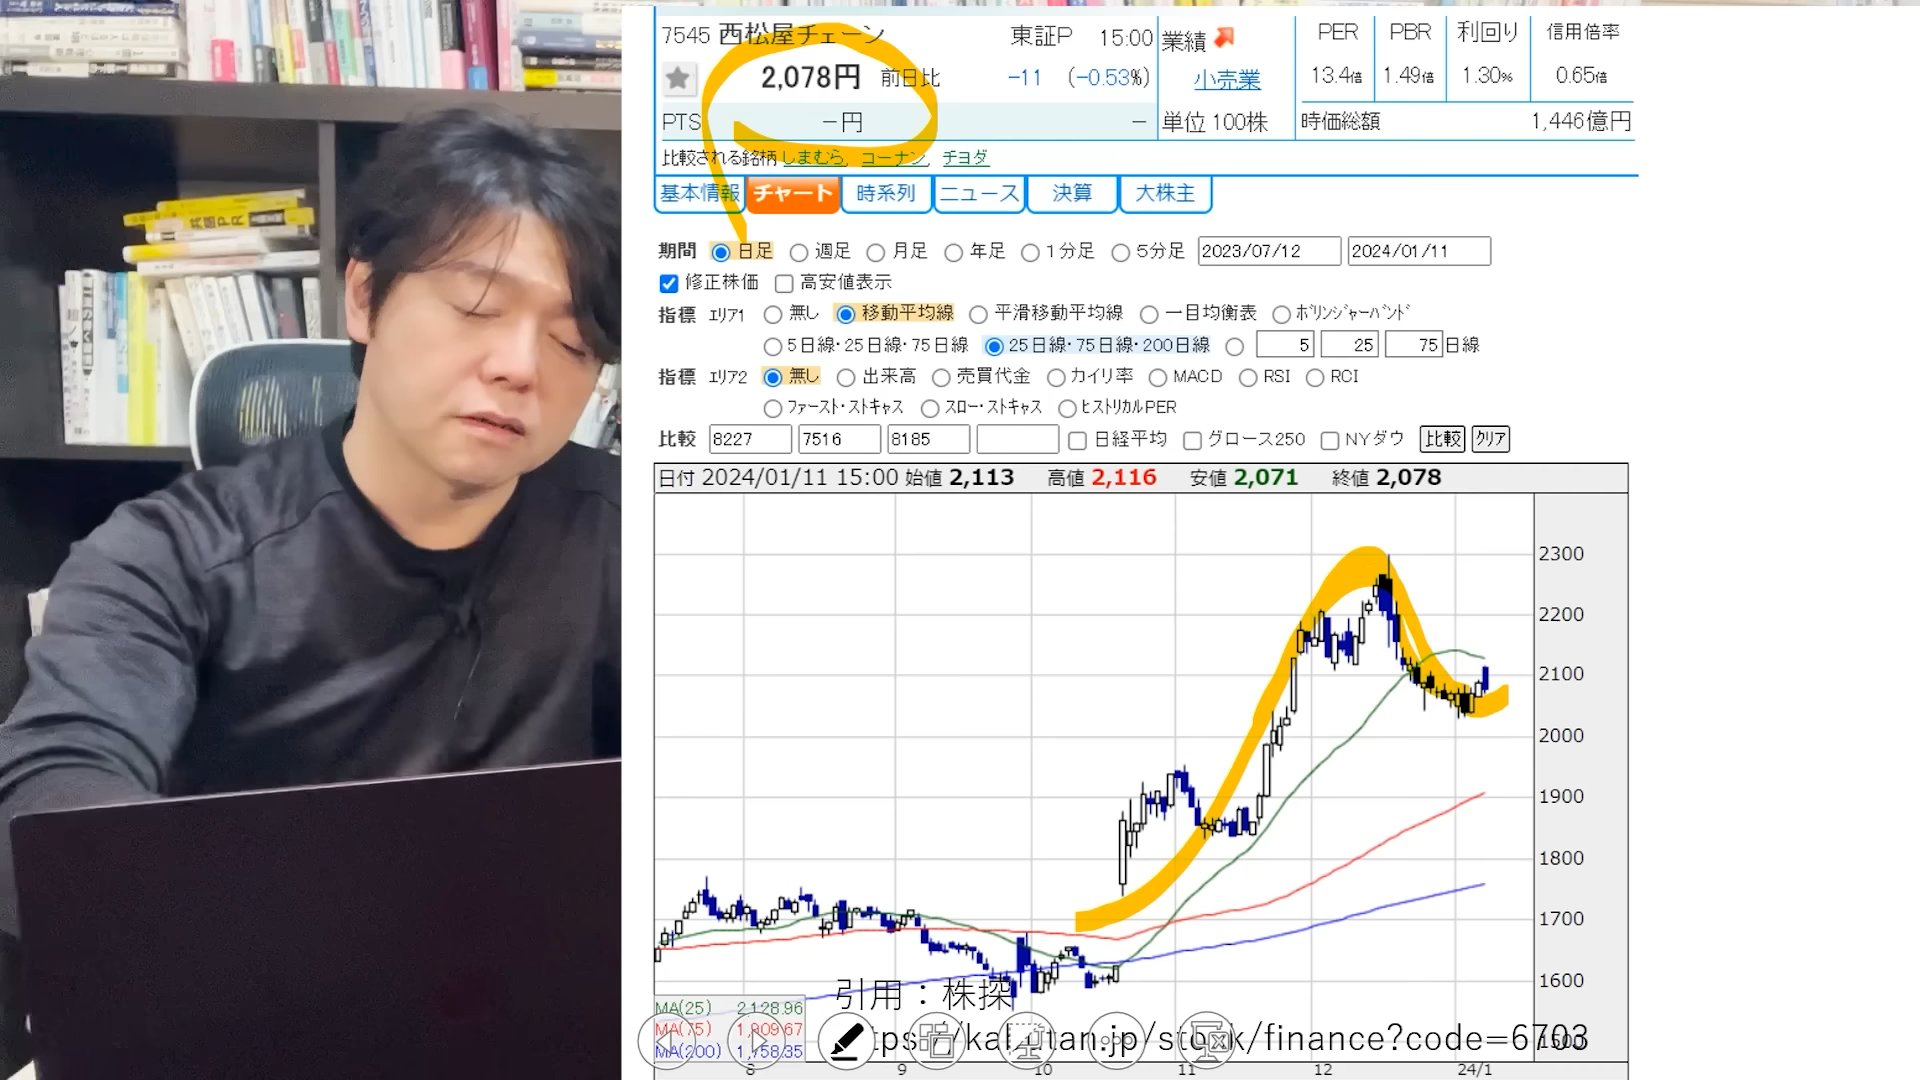 7545 西松屋チェーン 東証P 15:00 業績 PER PBR 利回り 信用倍率
2,078円 前日比 -11 (-0.53%) 小売業 13.4倍 1.49倍 1.30% 0.65倍
PTS －円 － 単位 100株 時価総額 1,446億円
比較される銘柄 しまむら, コーナン, チヨダ
基本情報 チャート 時系列 ニュース 決算 大株主
期間 日足 週足 月足 年足 1分足 5分足 2023/07/12 2024/01/11
修正株価 高安値表示
指標 エリア1 無し 移動平均線 平滑移動平均線 一目均衡表 ボリンジャーバンド
5日線・25日線・75日線 25日線・75日線・200日線 5 25 75 日線
指標 エリア2 無し 出来高 売買代金 カイリ率 MACD RSI RCI
ファースト・ストキャス スロー・ストキャス ヒストリカルPER
比較 8227 7516 8185 日経平均 グロース250 NYダウ 比較 クリア
日付 2024/01/11 15:00 始値 2,113 高値 2,116 安値 2,071 終値 2,078
2300
2200
2100
2000
1900
1800
1700
1600
引用：株探
MA(25) 2,128.96
MA(75) 1,909.67
MA(200) 1,758.35
/finance?code=6703
8 9 10 11 12 24/1